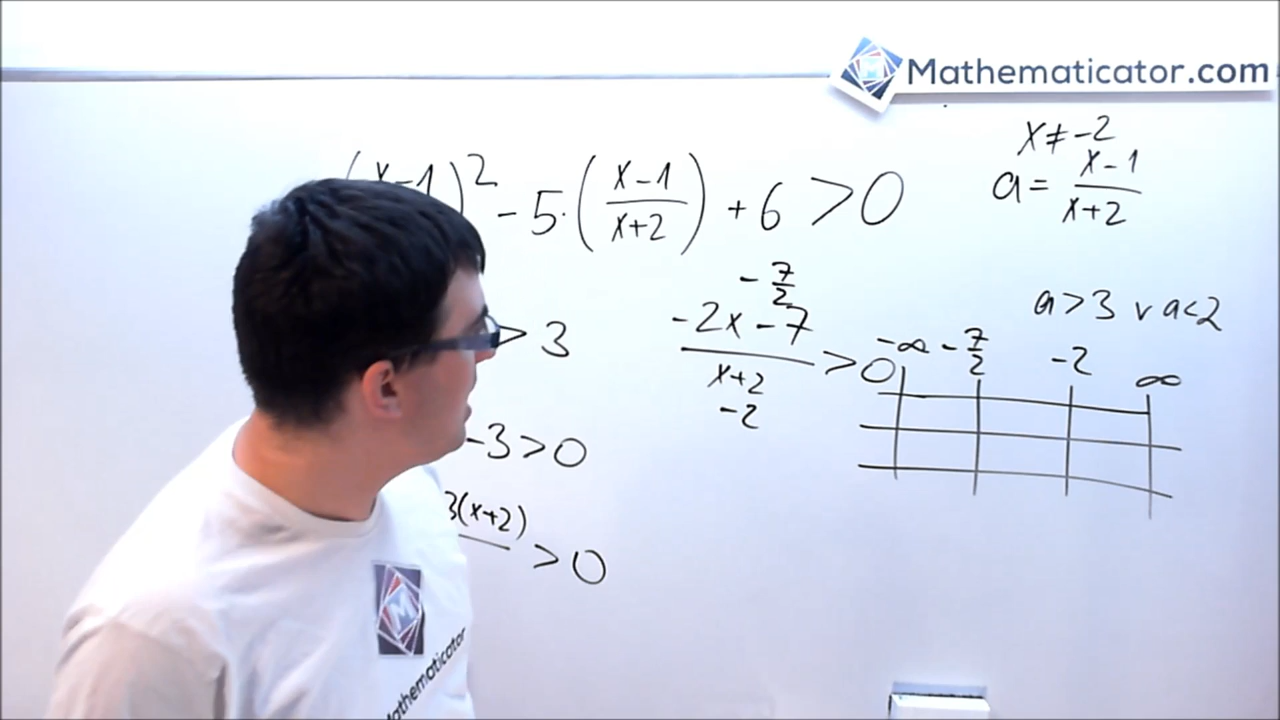 Mathematicator.com
x ≠ -2
a = (x-1)/(x+2)
)² - 5·((x-1)/(x+2)) + 6 > 0
a > 3 ∨ a < 2
> 3
-7/2
(-2x-7)/(x+2) > 0
-2
-∞ -7/2 -2 ∞
-3 > 0
3(x+2)
> 0
M
Mathematicator